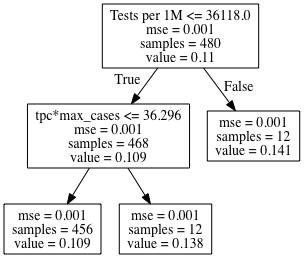 Tests per 1M <= 36118.0
mse = 0.001
samples = 480
value = 0.11
True
False
tpc*max_cases <= 36.296
mse = 0.001
samples = 468
value = 0.109
mse = 0.001
samples = 12
value = 0.141
mse = 0.001
samples = 456
value = 0.109
mse = 0.001
samples = 12
value = 0.138